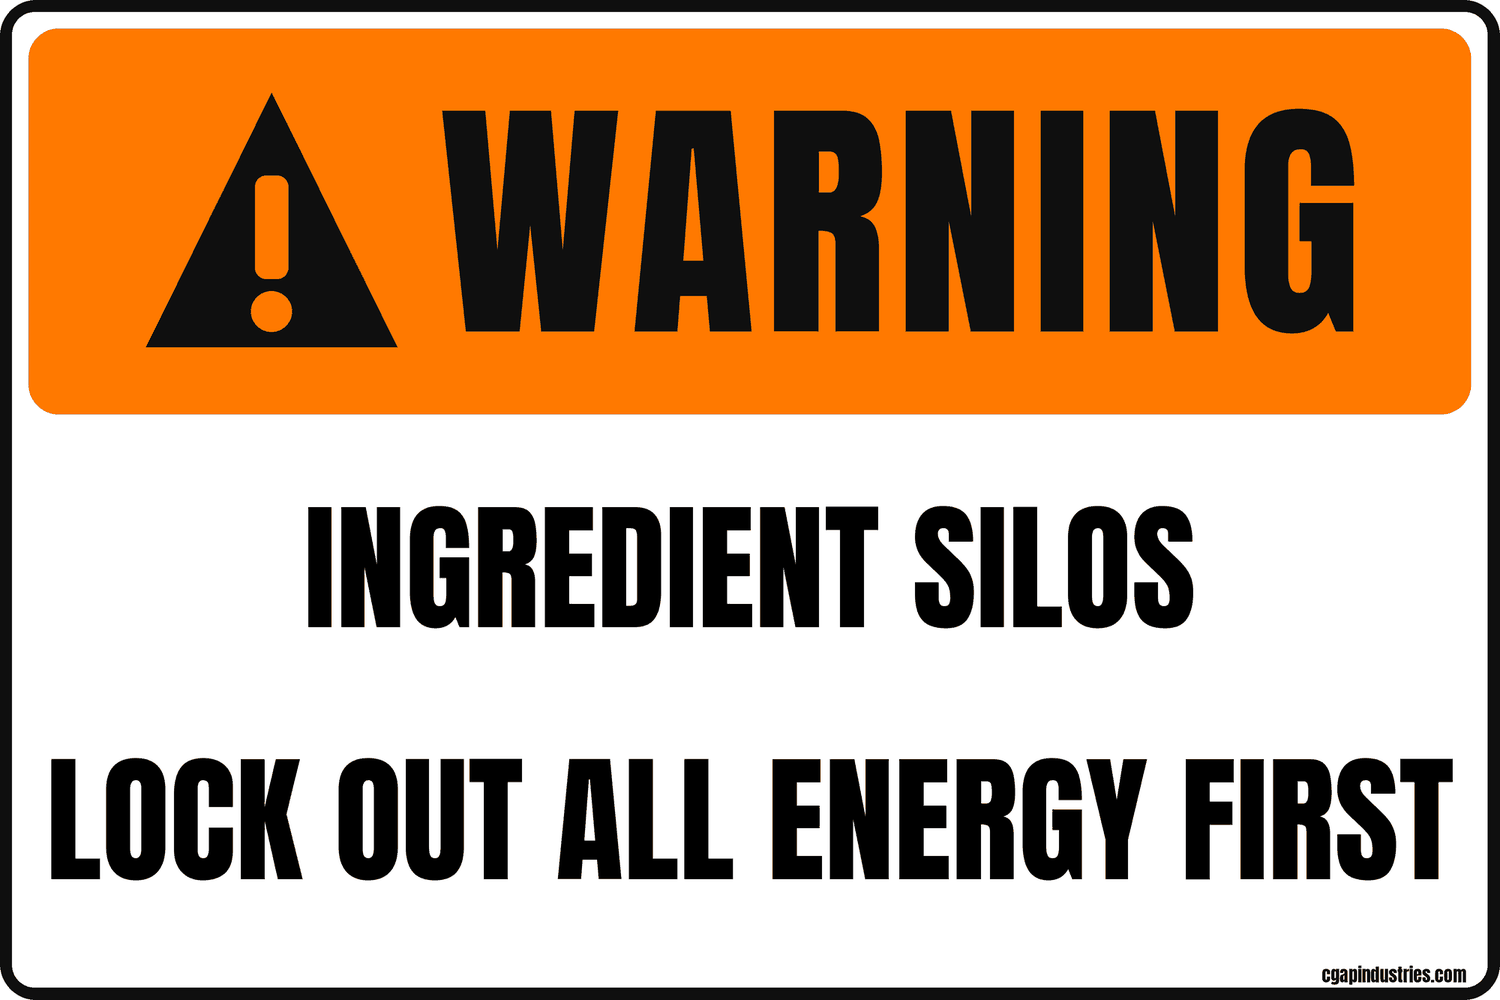 WARNING
INGREDIENT SILOS
LOCK OUT ALL ENERGY FIRST
cgapindustries.com